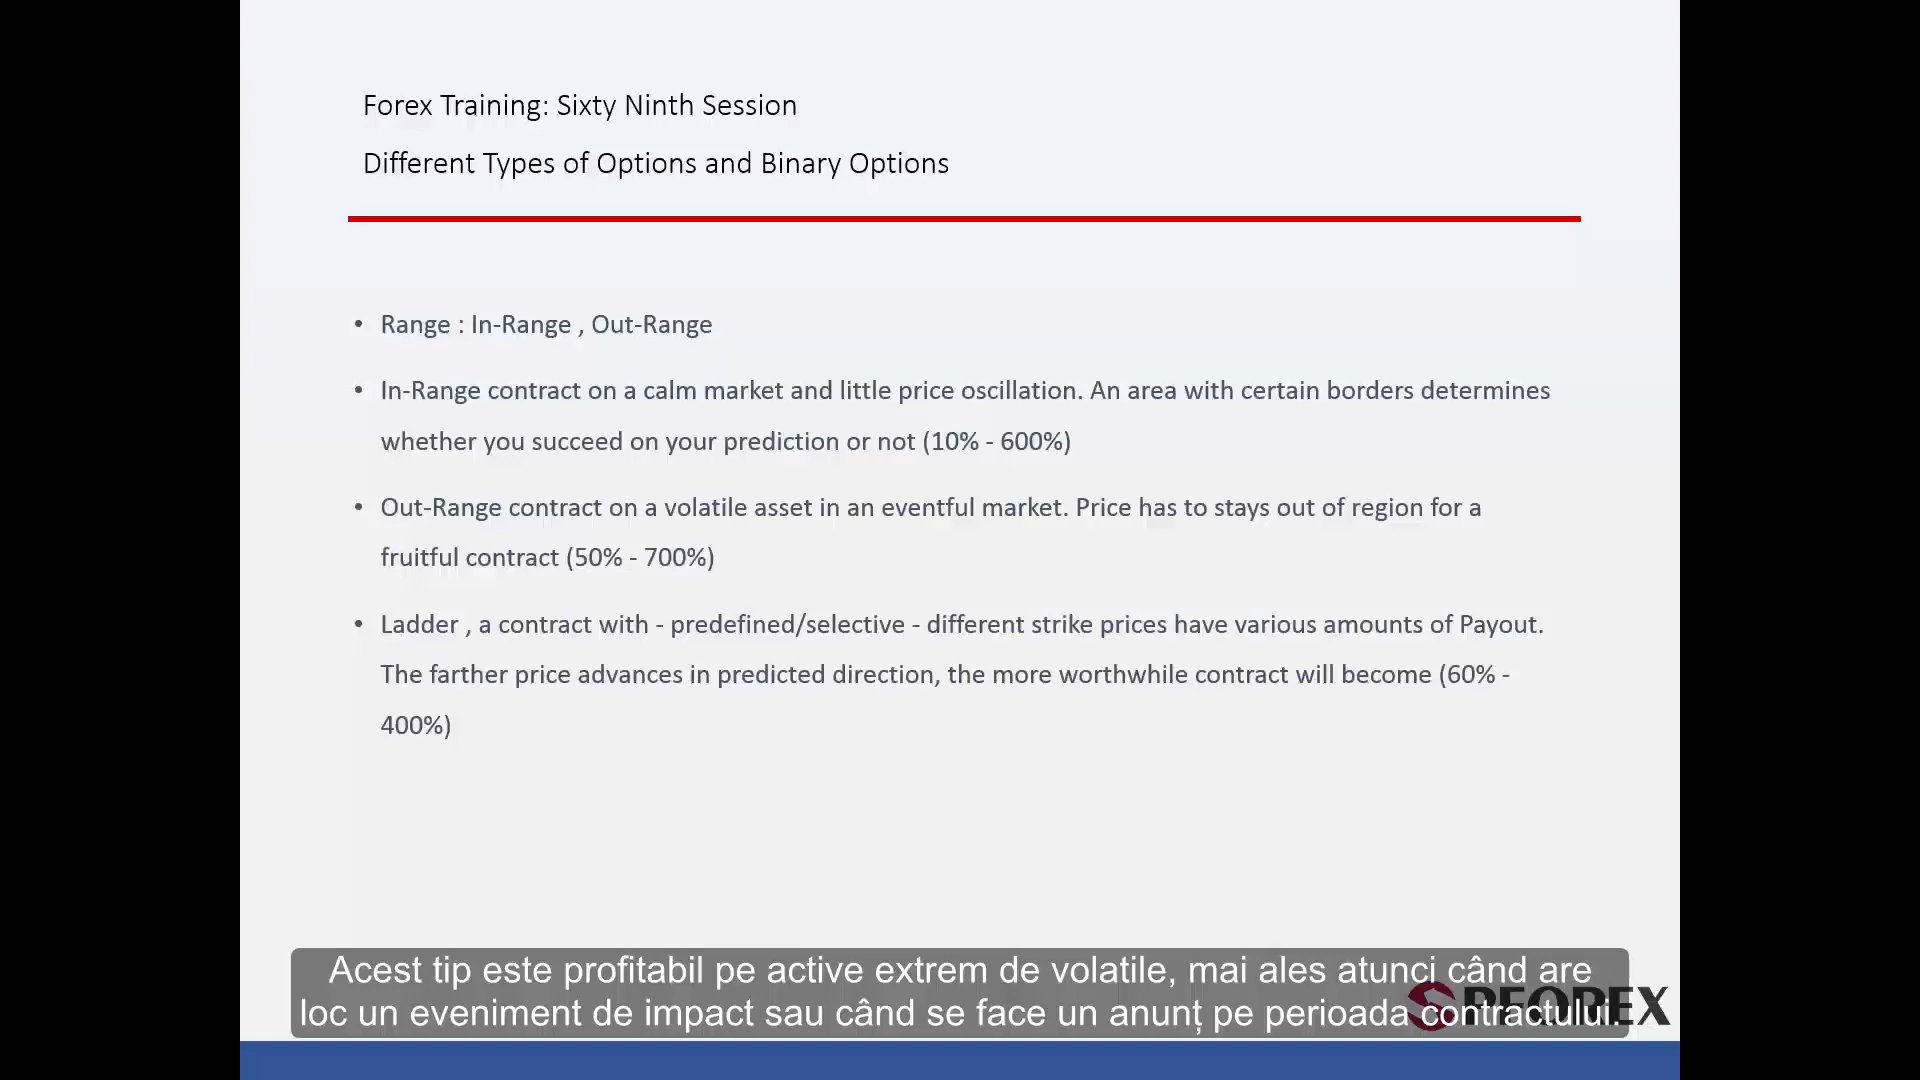 Forex Training: Sixty Ninth Session
Different Types of Options and Binary Options
• Range : In-Range , Out-Range
• In-Range contract on a calm market and little price oscillation. An area with certain borders determines
whether you succeed on your prediction or not (10% - 600%)
• Out-Range contract on a volatile asset in an eventful market. Price has to stays out of region for a
fruitful contract (50% - 700%)
• Ladder , a contract with - predefined/selective - different strike prices have various amounts of Payout.
The farther price advances in predicted direction, the more worthwhile contract will become (60% -
400%)
Acest tip este profitabil pe active extrem de volatile, mai ales atunci când are
loc un eveniment de impact sau când se face un anunț pe perioada contractului.